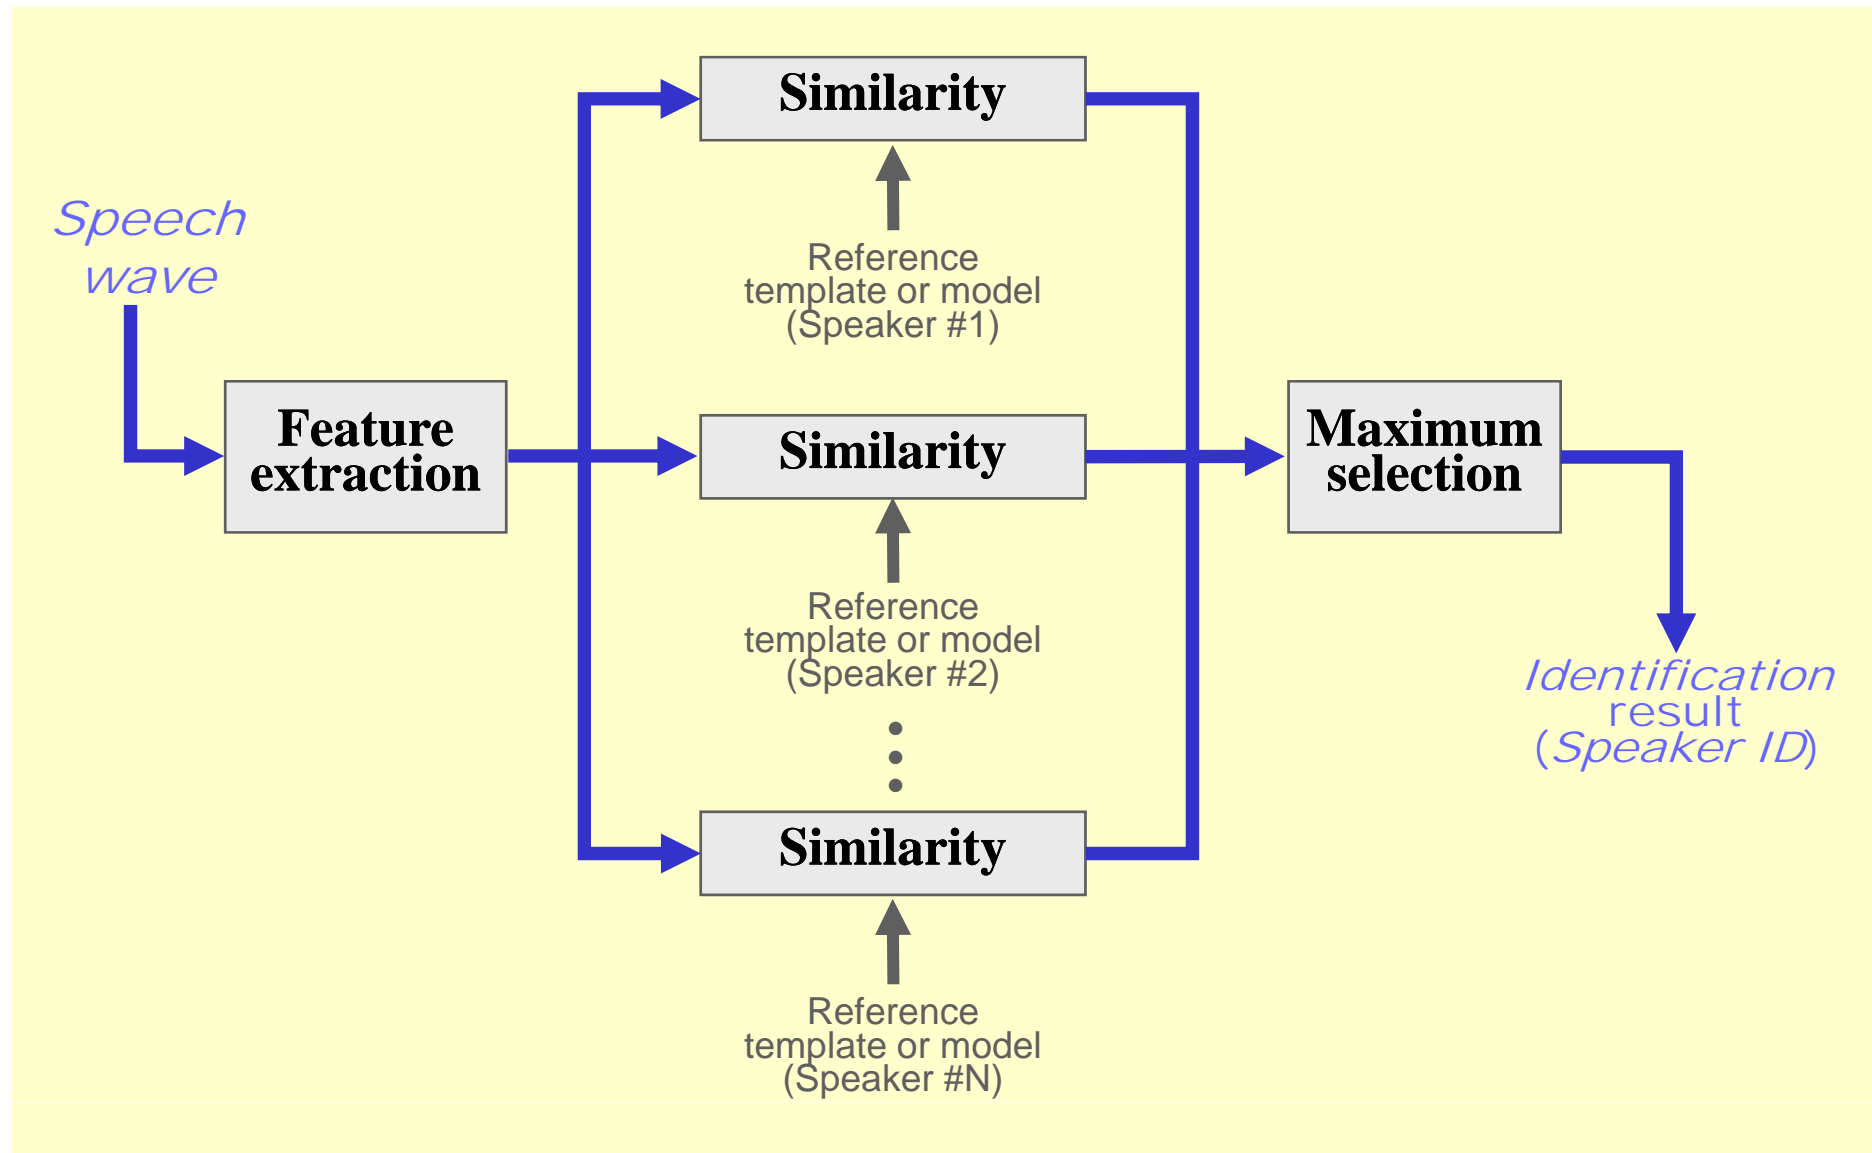 Speech
wave
Feature
extraction
Similarity
Reference
template or model
(Speaker #1)
Similarity
Reference
template or model
(Speaker #2)
Similarity
Reference
template or model
(Speaker #N)
Maximum
selection
Identification
result
(Speaker ID)